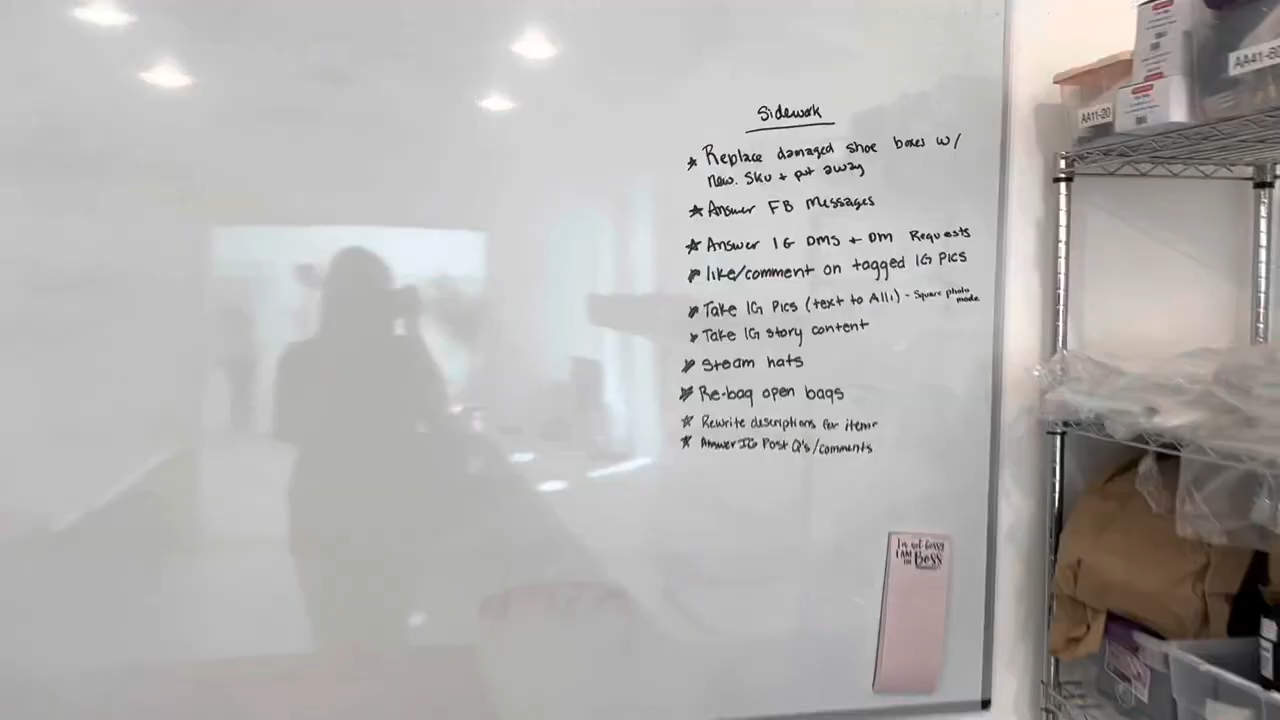 Sidework
* Replace damaged shoe boxes w/
new. SKU + put away
* Answer FB Messages
* Answer IG DMs + DM Requests
* like/comment on tagged IG Pics
* Take IG Pics (text to Alli) - Square photo
mode
* Take IG story content
* Steam hats
* Re-bag open bags
* Rewrite descriptions for items
* Answer IG Post Q's/comments
I'm not bossy
I AM
THE BOSS
AA11-20
AA41-